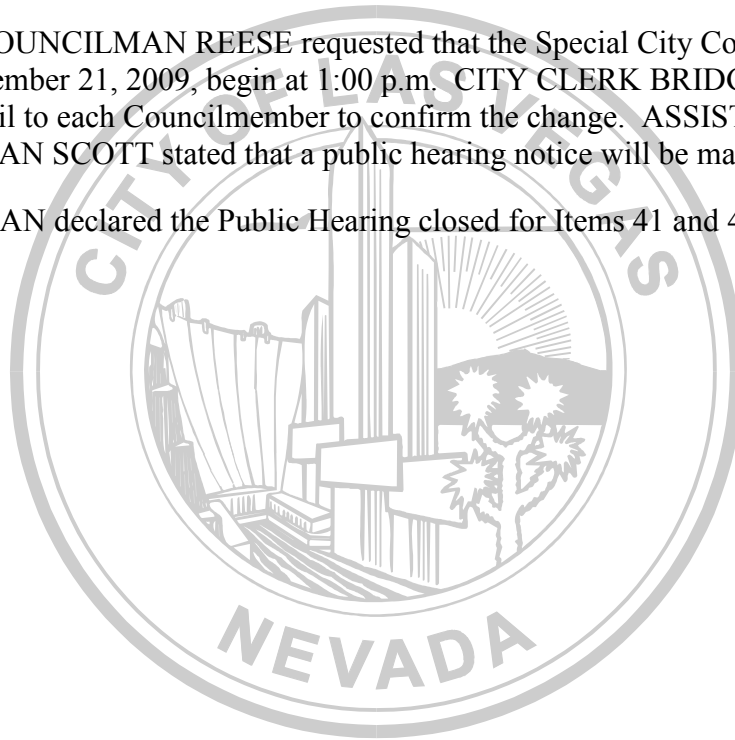 OUNCILMAN REESE requested that the Special City Co
ember 21, 2009, begin at 1:00 p.m. CITY CLERK BRIDG
il to each Councilmember to confirm the change. ASSIST
AN SCOTT stated that a public hearing notice will be ma
AN declared the Public Hearing closed for Items 41 and 4
CITY OF LAS VEGAS
NEVADA